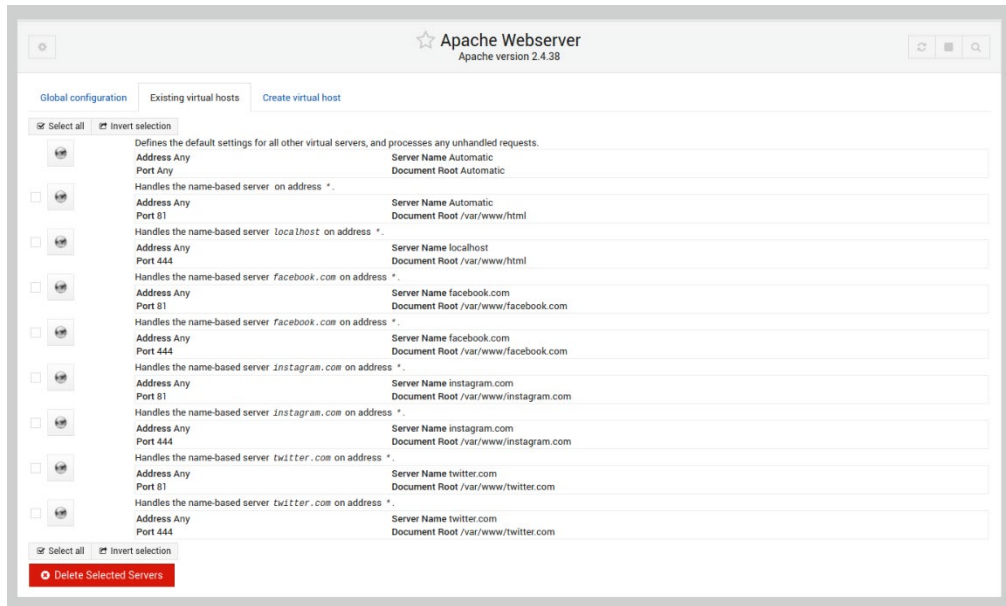 Apache Webserver
Apache version 2.4.38
Global configuration Existing virtual hosts Create virtual host
Select all Invert selection
Defines the default settings for all other virtual servers, and processes any unhandled requests.
Address Any Server Name Automatic
Port Any Document Root Automatic
Handles the name-based server on address *.
Address Any Server Name Automatic
Port 81 Document Root /var/www/html
Handles the name-based server localhost on address *.
Address Any Server Name localhost
Port 444 Document Root /var/www/html
Handles the name-based server facebook.com on address *.
Address Any Server Name facebook.com
Port 81 Document Root /var/www/facebook.com
Handles the name-based server facebook.com on address *.
Address Any Server Name facebook.com
Port 444 Document Root /var/www/facebook.com
Handles the name-based server instagram.com on address *.
Address Any Server Name instagram.com
Port 81 Document Root /var/www/instagram.com
Handles the name-based server instagram.com on address *.
Address Any Server Name instagram.com
Port 444 Document Root /var/www/instagram.com
Handles the name-based server twitter.com on address *.
Address Any Server Name twitter.com
Port 81 Document Root /var/www/twitter.com
Handles the name-based server twitter.com on address *.
Address Any Server Name twitter.com
Port 444 Document Root /var/www/twitter.com
Select all Invert selection
Delete Selected Servers